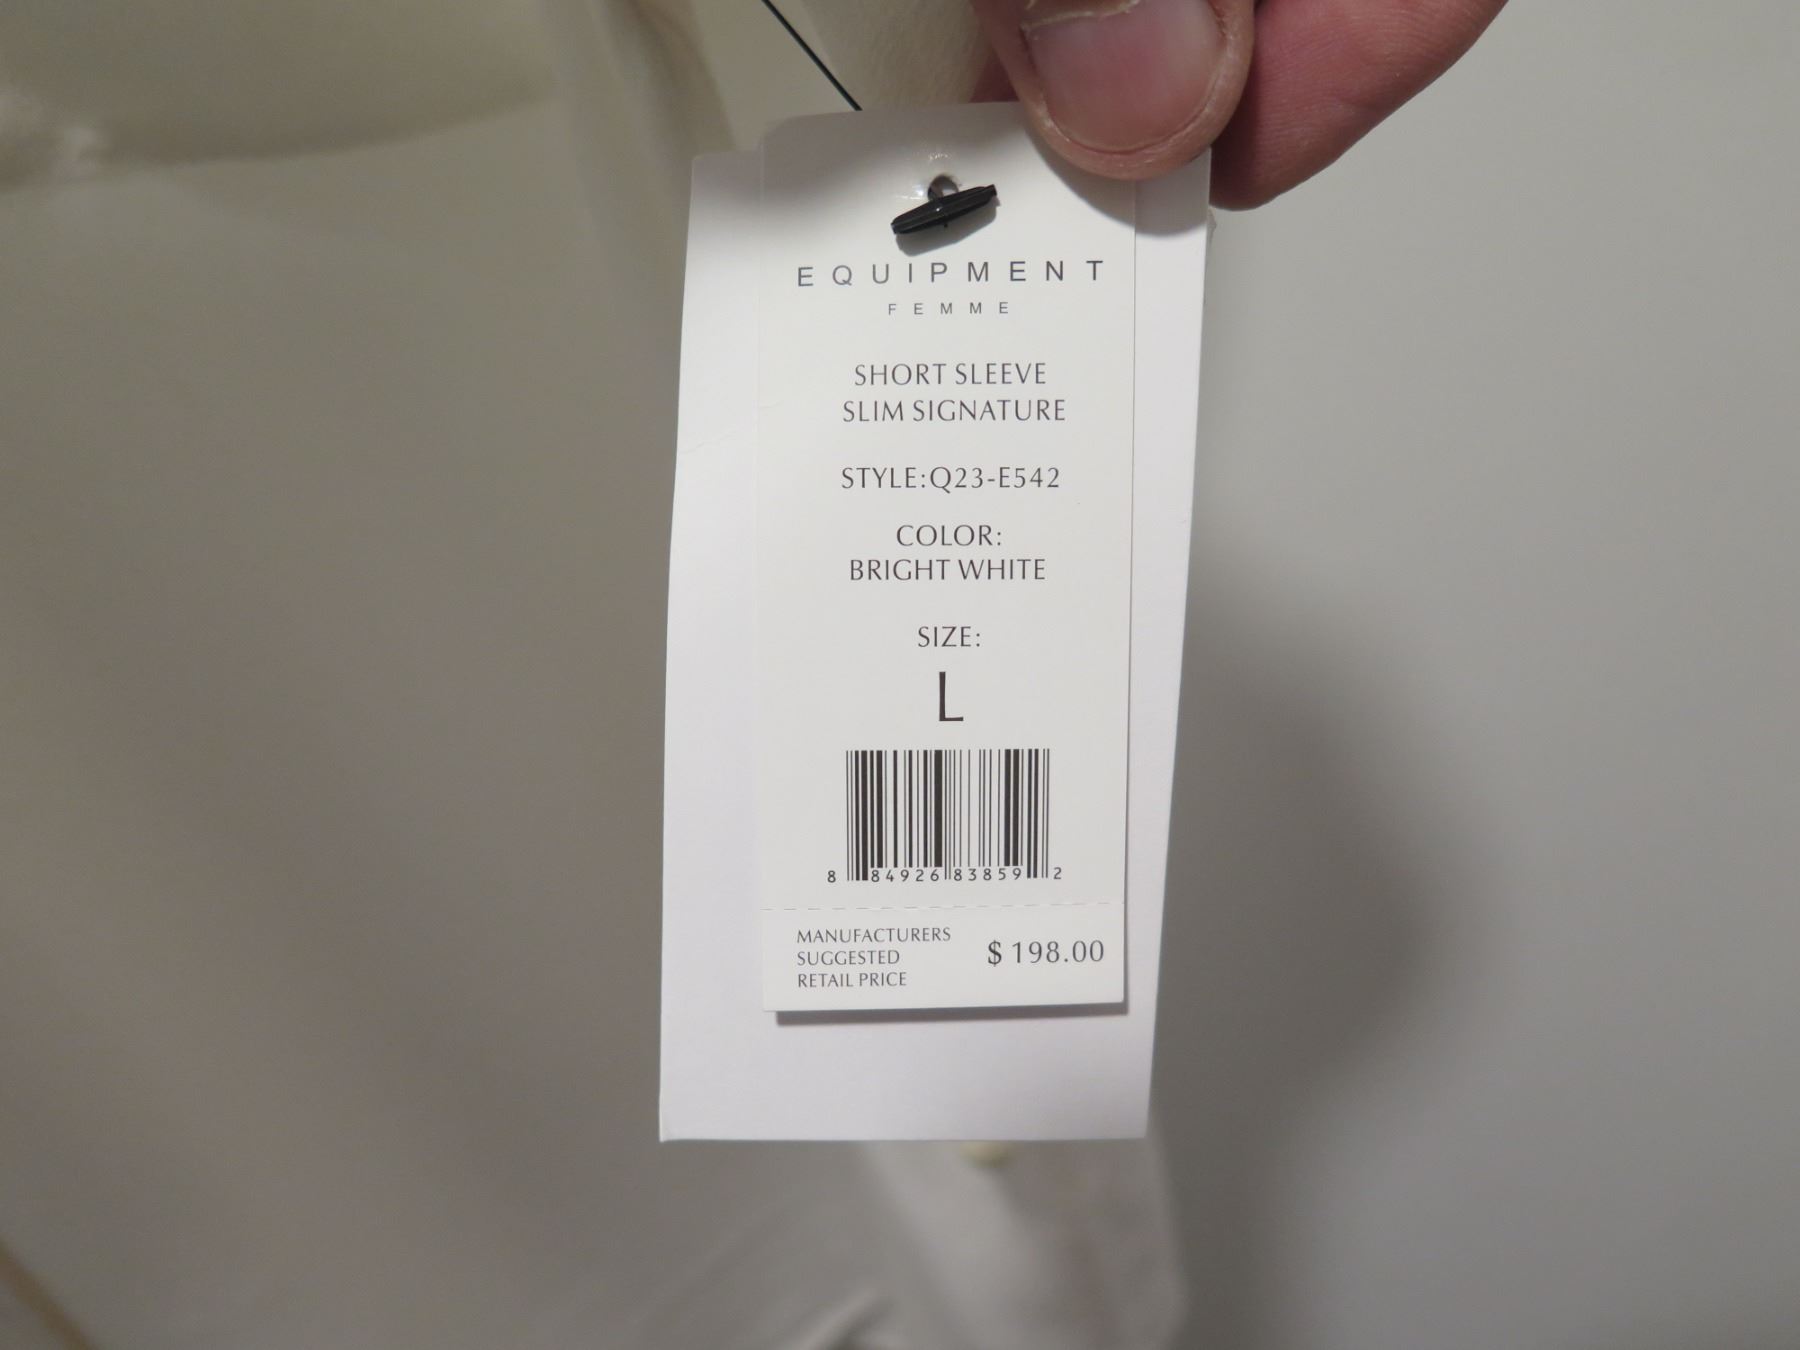 EQUIPMENT
FEMME
SHORT SLEEVE
SLIM SIGNATURE
STYLE:Q23-E542
COLOR:
BRIGHT WHITE
SIZE:
L
8 84926 83859 2
MANUFACTURERS
SUGGESTED
RETAIL PRICE
$ 198.00